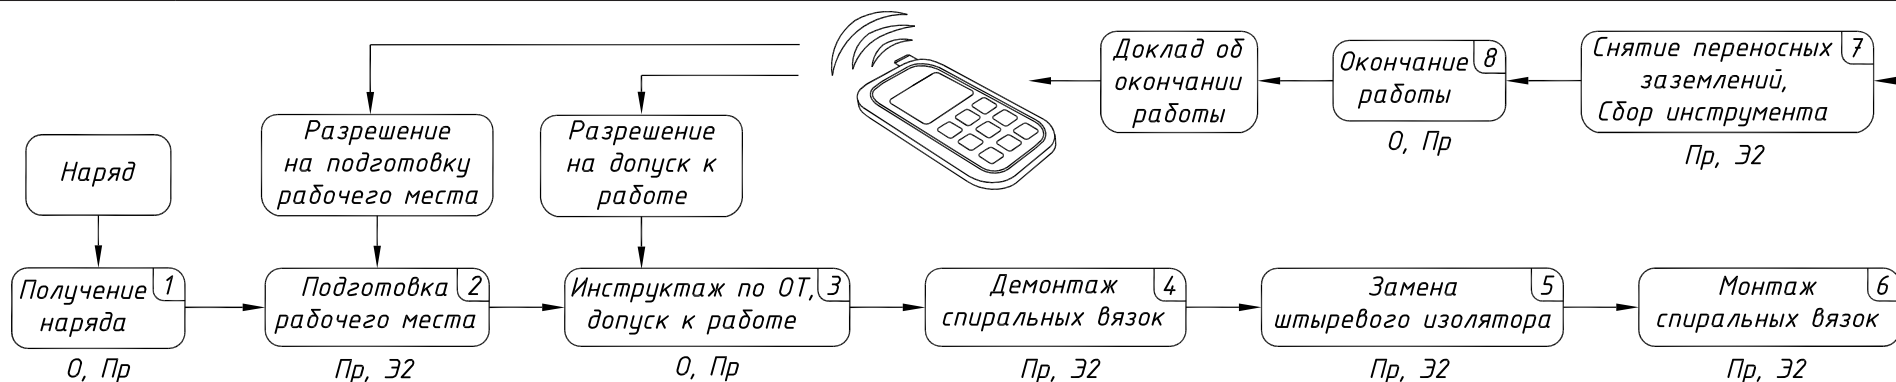 Доклад об
окончании
работы
Окончание 8
работы
О, Пр
Снятие переносных 7
заземлений,
Сбор инструмента
Пр, Э2
Наряд
Разрешение
на подготовку
рабочего места
Разрешение
на допуск к
работе
Получение 1
наряда
О, Пр
Подготовка 2
рабочего места
Пр, Э2
Инструктаж по ОТ, 3
допуск к работе
О, Пр
Демонтаж 4
спиральных вязок
Пр, Э2
Замена 5
штыревого изолятора
Пр, Э2
Монтаж 6
спиральных вязок
Пр, Э2